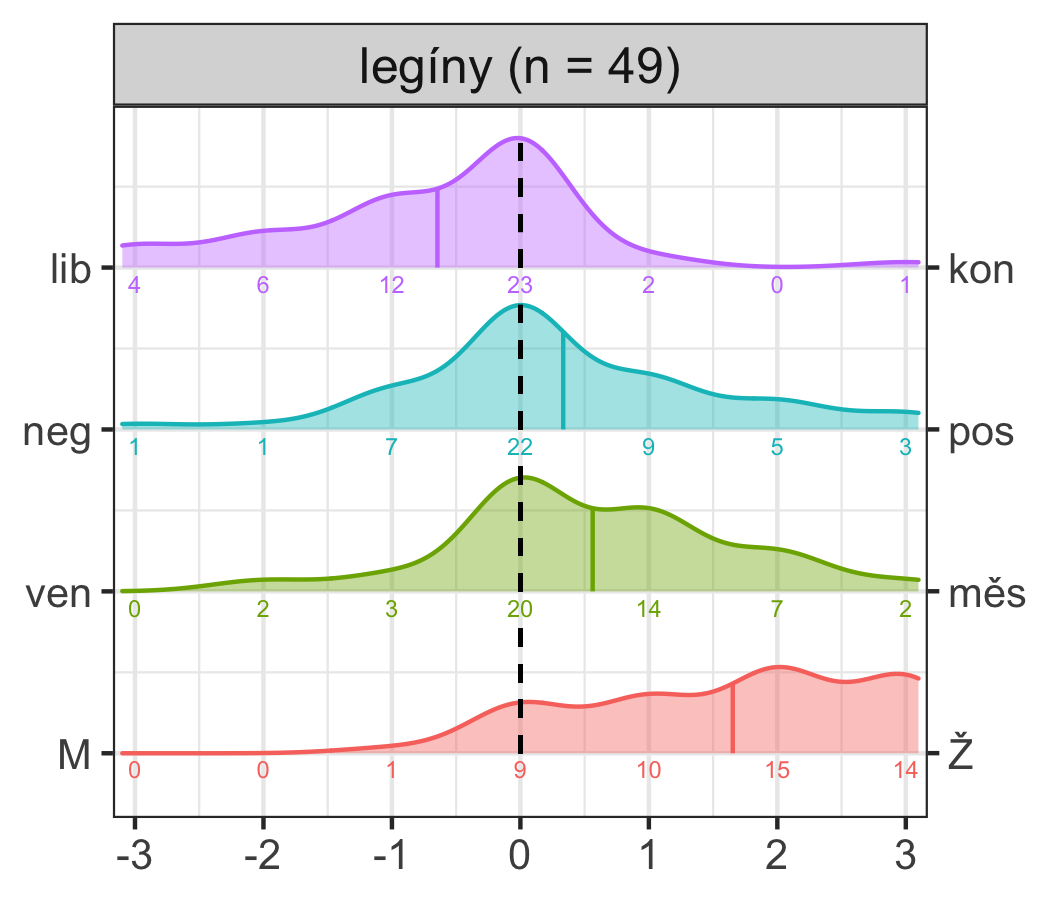 legíny (n = 49)
lib kon
4 6 12 23 2 0 1
neg pos
1 1 7 22 9 5 3
ven měs
0 2 3 20 14 7 2
M Ž
0 0 1 9 10 15 14
-3 -2 -1 0 1 2 3